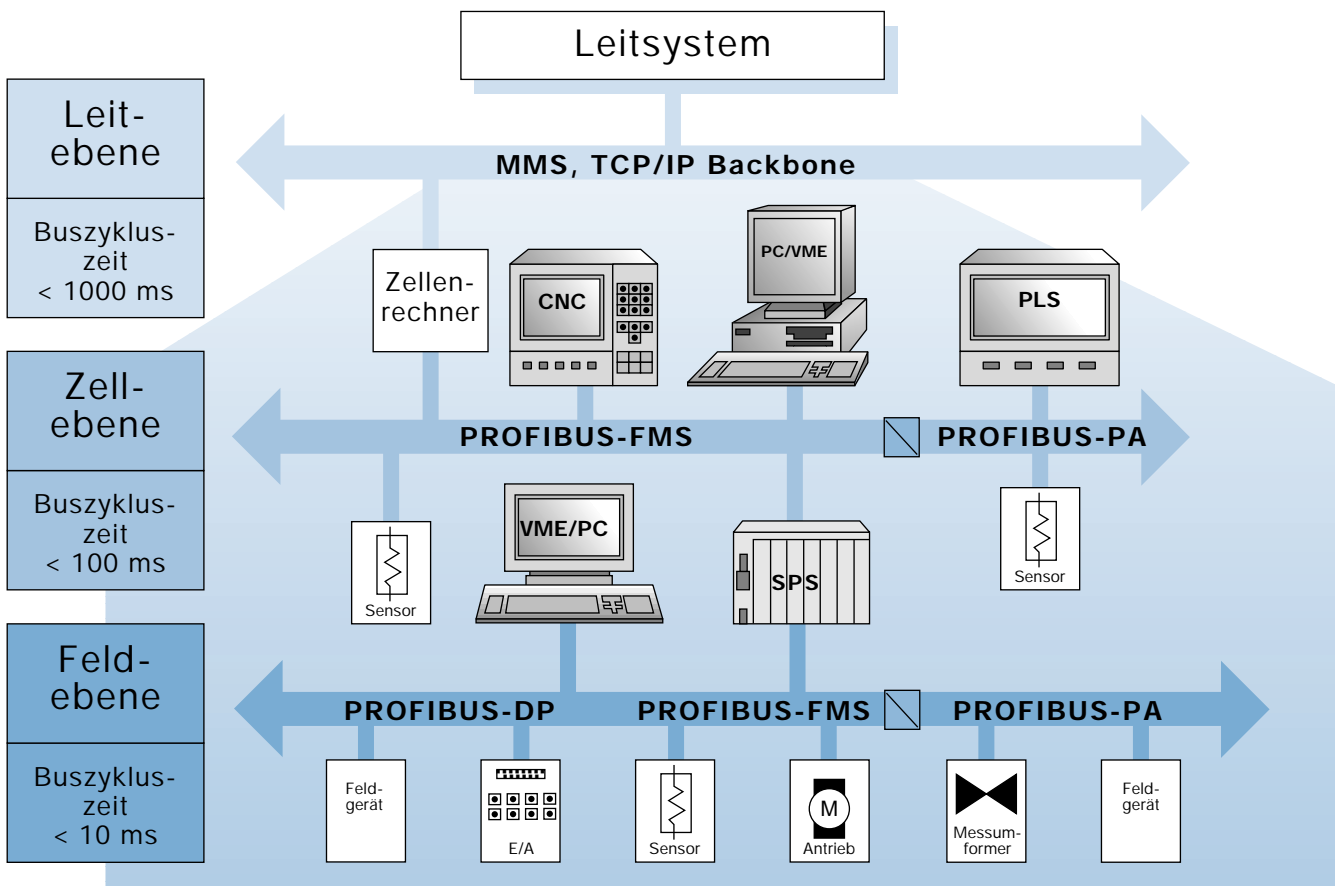 Leitsystem
Leit-
ebene
MMS, TCP/IP Backbone
Buszyklus-
zeit
< 1000 ms
Zellen-
rechner
CNC
PC/VME
PLS
Zell-
ebene
PROFIBUS-FMS
PROFIBUS-PA
Buszyklus-
zeit
< 100 ms
Sensor
VME/PC
SPS
Sensor
Feld-
ebene
PROFIBUS-DP
PROFIBUS-FMS
PROFIBUS-PA
Buszyklus-
zeit
< 10 ms
Feld-
gerät
E/A
Sensor
M
Antrieb
Messum-
former
Feld-
gerät